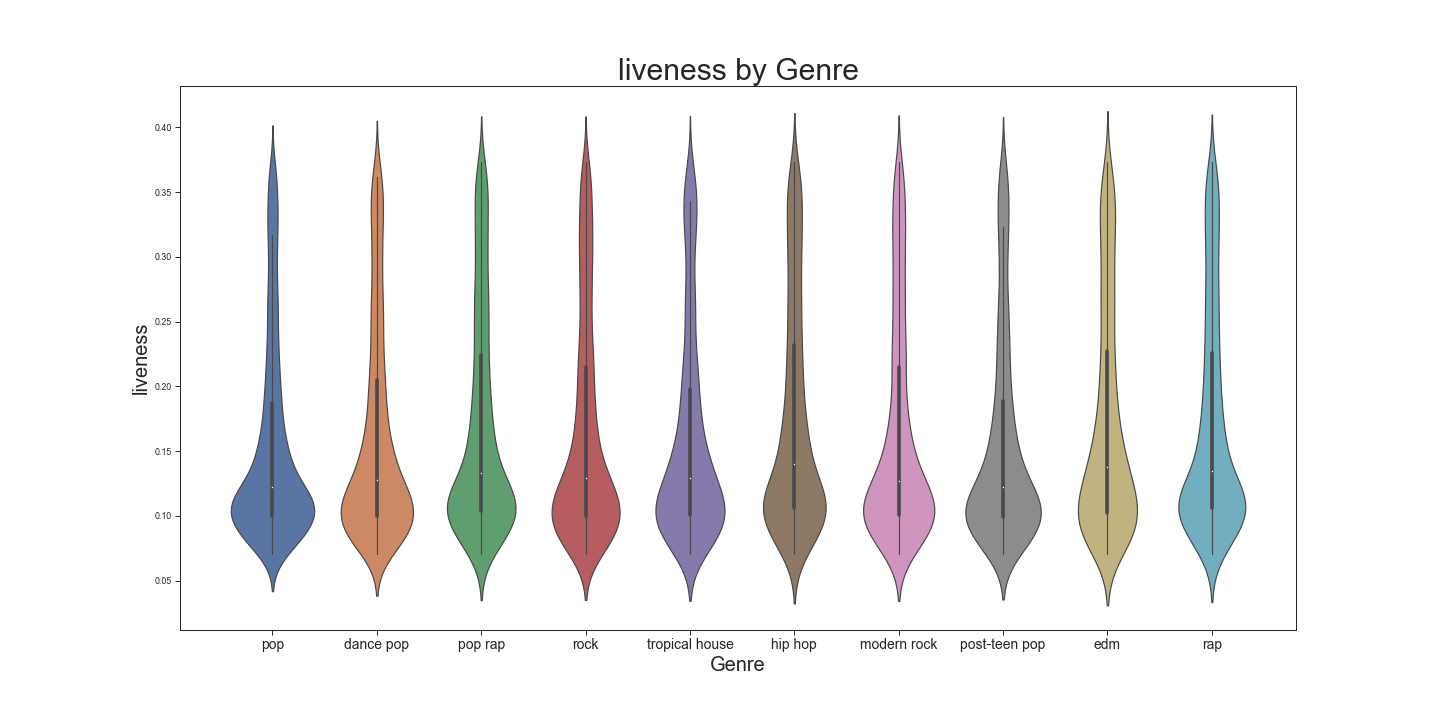 liveness by Genre
liveness
0.40
0.35
0.30
0.25
0.20
0.15
0.10
0.05
pop
dance pop
pop rap
rock
tropical house
hip hop
modern rock
post-teen pop
edm
rap
Genre